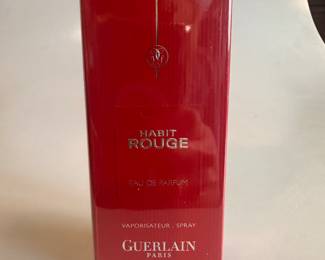 HABIT
ROUGE
EAU DE PARFUM
VAPORISATEUR . SPRAY
GUERLAIN
PARIS